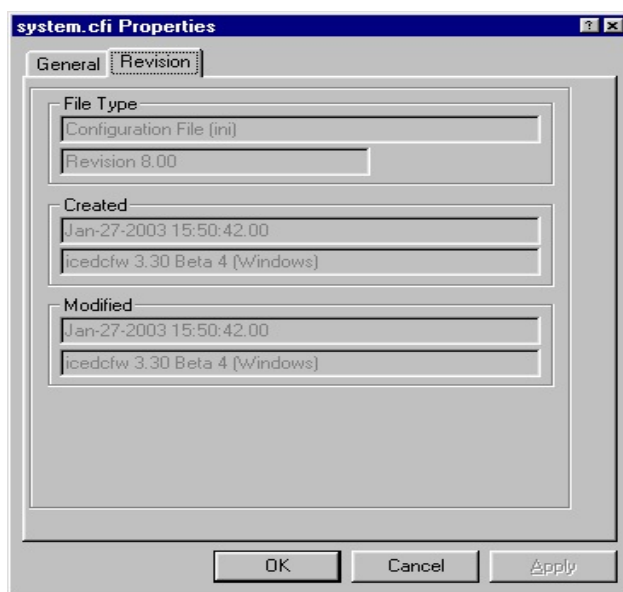 system.cfi Properties
General Revision
File Type
Configuration File (ini)
Revision 8.00
Created
Jan-27-2003 15:50:42.00
icedcfw 3.30 Beta 4 (Windows)
Modified
Jan-27-2003 15:50:42.00
icedcfw 3.30 Beta 4 (Windows)
OK Cancel Apply